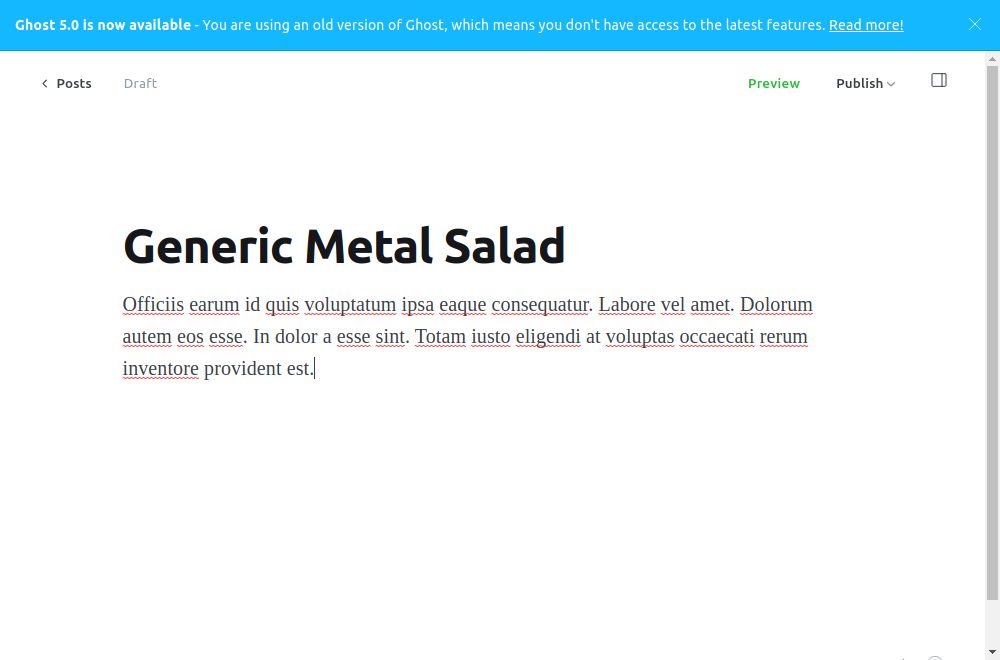 Ghost 5.0 is now available - You are using an old version of Ghost, which means you don't have access to the latest features. Read more!
Posts Draft Preview Publish
Generic Metal Salad
Officiis earum id quis voluptatum ipsa eaque consequatur. Labore vel amet. Dolorum
autem eos esse. In dolor a esse sint. Totam iusto eligendi at voluptas occaecati rerum
inventore provident est.